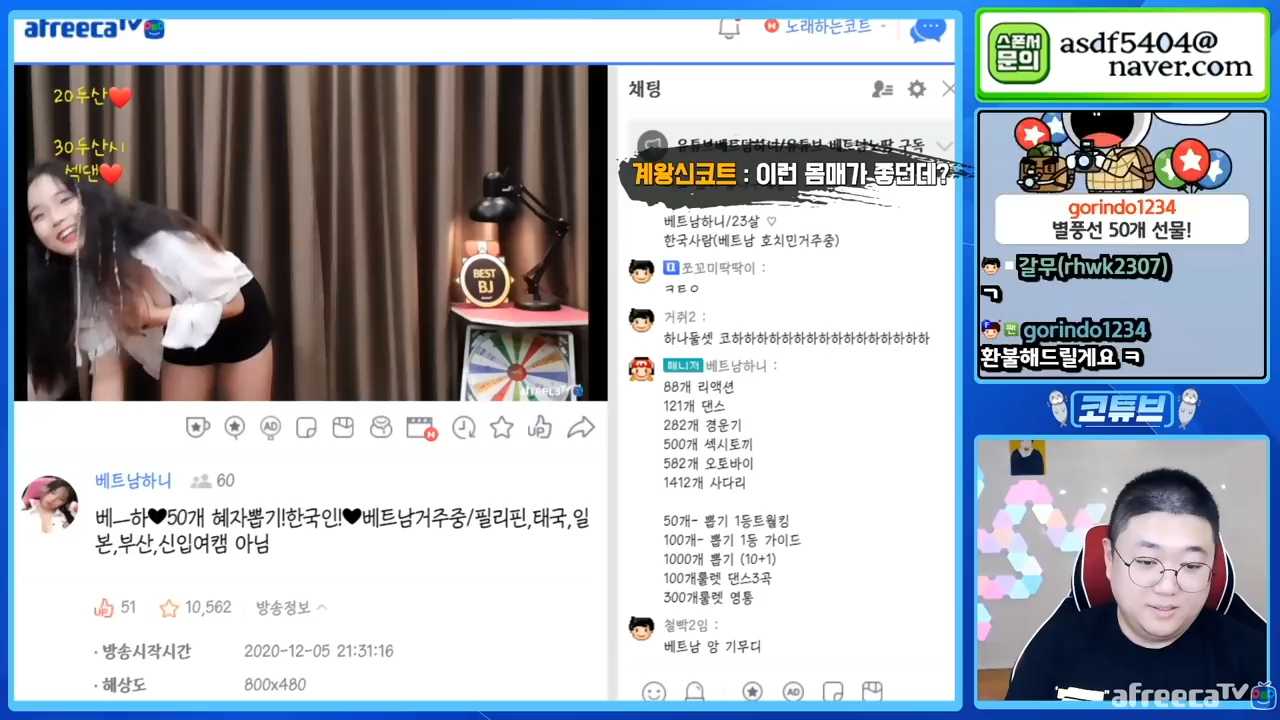 afreecaTV
노래하는코트
20두산❤
30두산시
섹댄❤
BEST
BJ
afreecaTV
베트남하니
60
베ㅡ하♥50개 혜자뽑기!한국인!♥베트남거주중/필리핀,태국,일
본,부산,신입여캠 아님
UP 51
10,562
방송정보
· 방송시작시간
2020-12-05 21:31:16
· 해상도
800x480
채팅
계왕신코트 : 이런 몸매가 좋던데?
베트남하니/23살 ♡
한국사람(베트남 호치민거주중)
쪼꼬미딱딱이 :
ㅋㅌㅇ
거쥐2 :
하나둘셋 코하하하하하하하하하하하하하하하하
매니저 베트남하니 :
88개 리액션
121개 댄스
282개 경운기
500개 섹시토끼
582개 오토바이
1412개 사다리
50개- 뽑기 1등트월킹
100개- 뽑기 1등 가이드
1000개 뽑기 (10+1)
100개룰렛 댄스3곡
300개룰렛 영통
철빡2임 :
베트남 앙 기무디
스폰서
문의
asdf5404@
naver.com
gorindo1234
별풍선 50개 선물!
갈무(rhwk2307)
ㄱ
팬 gorindo1234
환불해드릴게요 ㅋ
코튜브
afreecaTV